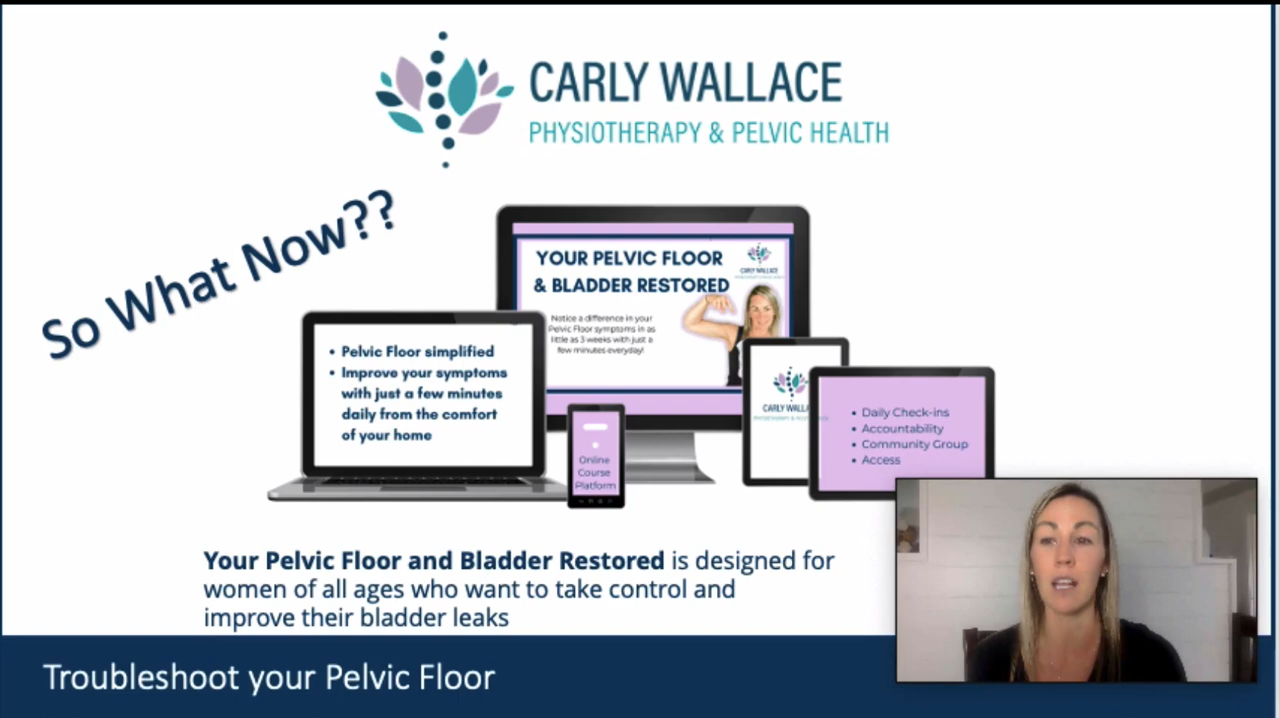 CARLY WALLACE
PHYSIOTHERAPY & PELVIC HEALTH
So What Now??
YOUR PELVIC FLOOR
& BLADDER RESTORED
CARLY WALLACE
Notice a difference in your
Pelvic Floor symptoms in as
little as 3 weeks with just a
few minutes everyday!
• Pelvic Floor simplified
• Improve your symptoms
with just a few minutes
daily from the comfort
of your home
Online
Course
Platform
CARLY WALLA
• Daily Check-ins
• Accountability
• Community Group
• Access
Your Pelvic Floor and Bladder Restored is designed for
women of all ages who want to take control and
improve their bladder leaks
Troubleshoot your Pelvic Floor